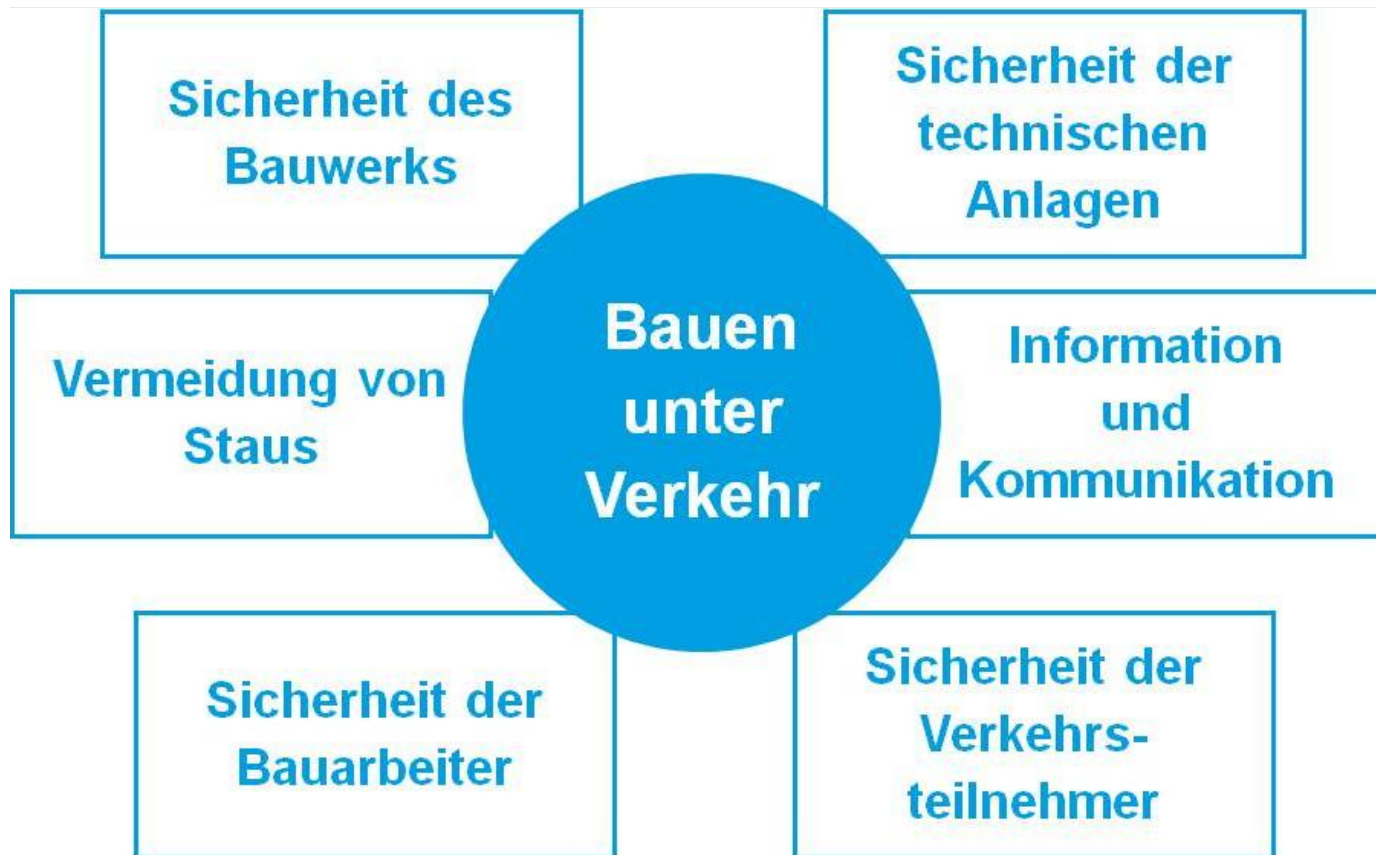 Sicherheit des
Bauwerks
Sicherheit der
technischen
Anlagen
Vermeidung von
Staus
Bauen
unter
Verkehr
Information
und
Kommunikation
Sicherheit der
Bauarbeiter
Sicherheit der
Verkehrs-
teilnehmer